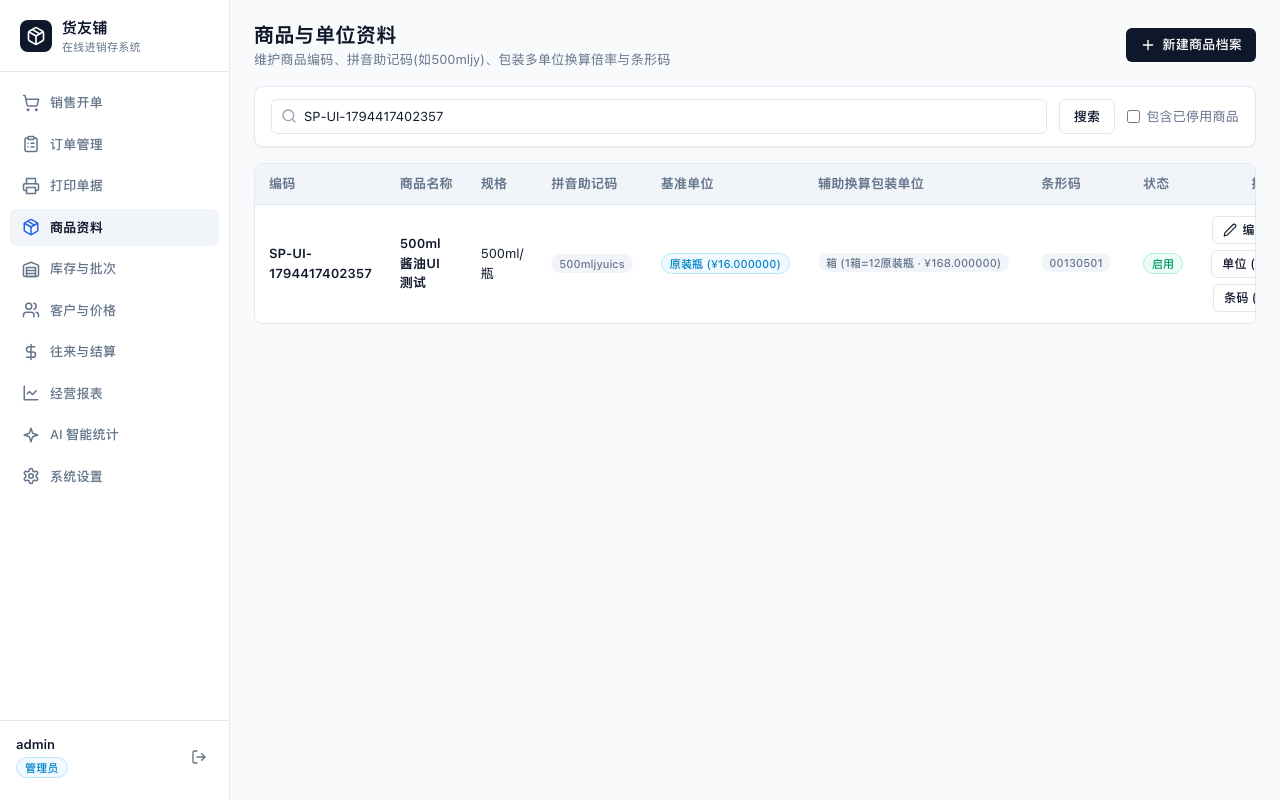 货友铺
在线进销存系统
销售开单
订单管理
打印单据
商品资料
库存与批次
客户与价格
往来与结算
经营报表
AI 智能统计
系统设置
admin
管理员
商品与单位资料
维护商品编码、拼音助记码(如500mljy)、包装多单位换算倍率与条形码
新建商品档案
SP-UI-1794417402357
搜索
包含已停用商品
编码 商品名称 规格 拼音助记码 基准单位 辅助换算包装单位 条形码 状态
SP-UI-
1794417402357
500ml
酱油UI
测试
500ml/
瓶
500mljyuics
原装瓶 (¥16.000000)
箱 (1箱=12原装瓶 · ¥168.000000)
00130501
启用
编
单位 (
条码 (